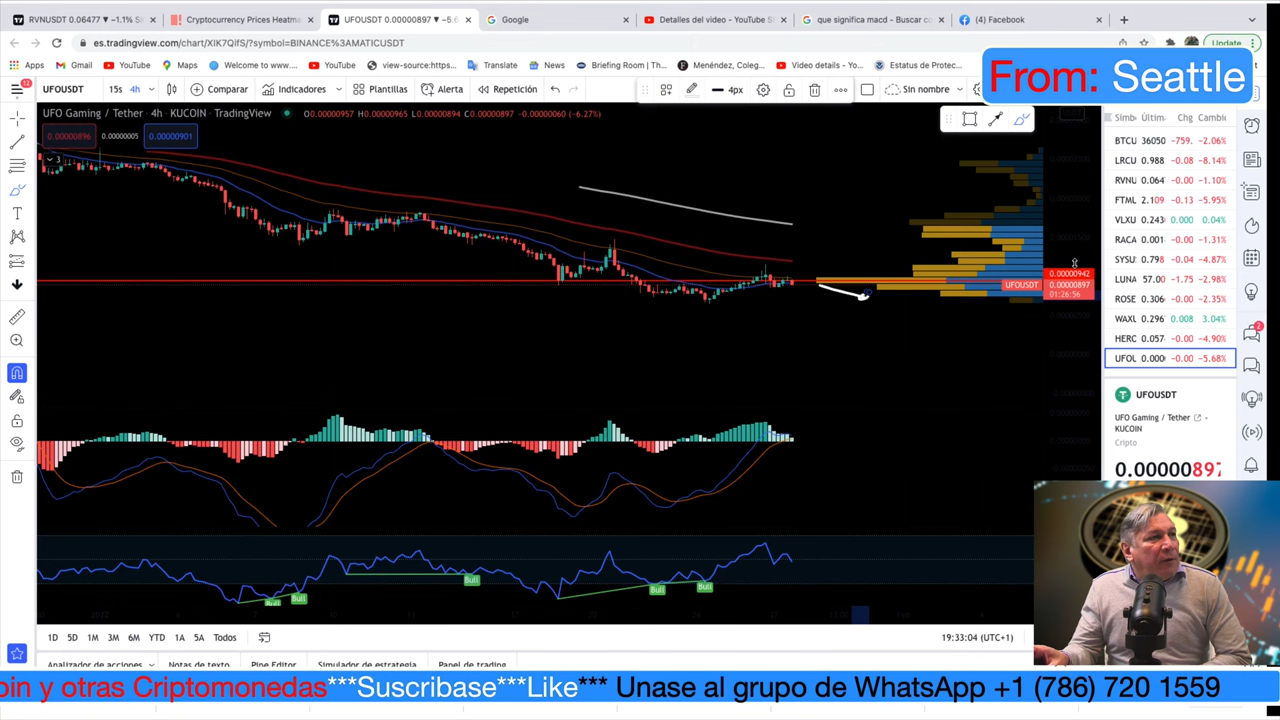 RVNUSDT 0.06477 ▼ −1.1% Si
Cryptocurrency Prices Heatma
UFOUSDT 0.00000897 ▼ −5.6
Google
Detalles del video - YouTube S
que significa macd - Buscar co
(4) Facebook
es.tradingview.com/chart/XIK7QifS/?symbol=BINANCE%3AMATICUSDT
Update
Apps
Gmail
YouTube
Maps
Welcome to www....
YouTube
view-source:https...
Translate
News
Briefing Room | Th...
Menéndez, Coleg...
Video details - Yo...
Estatus de Protec...
From: Seattle
12
UFOUSDT
15s
4h
Comparar
Indicadores
Plantillas
Alerta
Repetición
4px
Sin nombre
UFO Gaming / Tether · 4h · KUCOIN · TradingView
O0.00000957 H0.00000965 L0.00000894 C0.00000897 −0.00000060 (−6.27%)
0.00000896
0.00000005
0.00000901
3
Símb
Últim.
Chg
Cambi
BTCU 36050 −759. −2.06%
LRCU 0.988 −0.08 −8.14%
RVNU 0.064 −0.00 −1.10%
FTML 2.109 −0.13 −5.95%
VLXU 0.243 0.000 0.04%
RACA 0.001 −0.00 −1.31%
SYSU 0.798 −0.04 −4.87%
LUNA 57.00 −1.75 −2.98%
ROSE 0.306 −0.00 −2.35%
WAXL 0.296 0.008 3.04%
HERC 0.057 −0.00 −4.90%
UFOL 0.000 −0.00 −5.68%
0.00000942
UFOUSDT
0.00000897
01:26:56
2
UFOUSDT
UFO Gaming / Tether
KUCOIN
Cripto
0.00000897
Bull
Bull
Bull
Bull
Bull
1D
5D
1M
3M
6M
YTD
1A
5A
Todos
19:33:04 (UTC+1)
Analizador de acciones
Notas de texto
Pine Editor
Simulador de estrategia
Panel de trading
oin y otras Criptomonedas***Suscribase***Like*** Unase al grupo de WhatsApp +1 (786) 720 1559